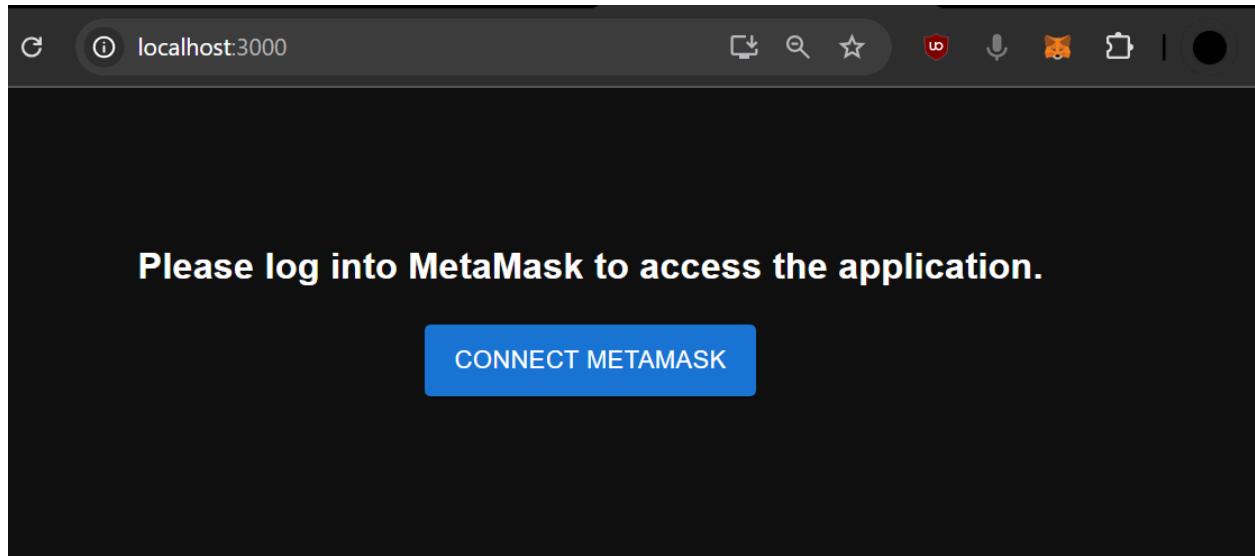 localhost:3000
Please log into MetaMask to access the application.
CONNECT METAMASK